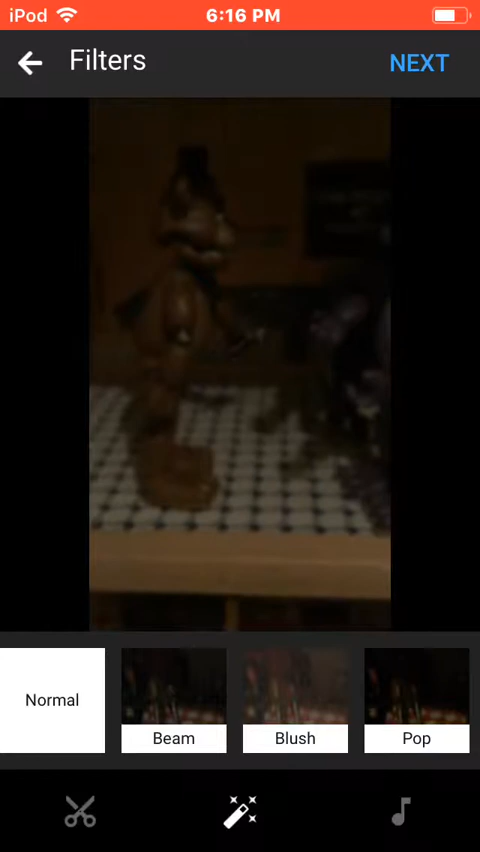 iPod 6:16 PM
Filters NEXT
Normal
Beam
Blush
Pop